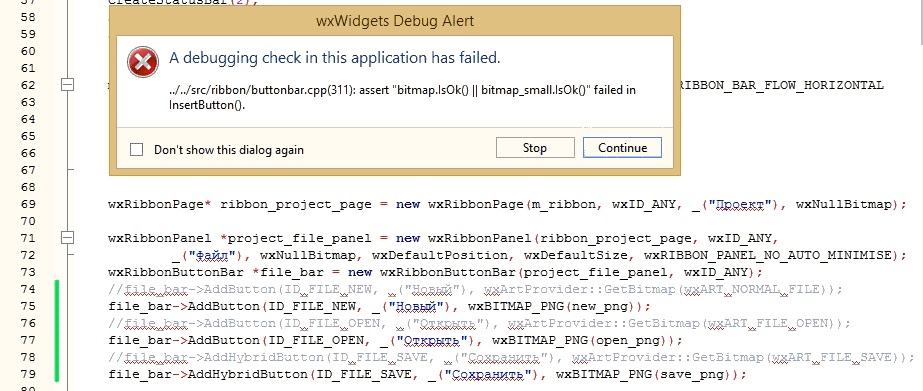 57 CreateStatusBar(2);
58
wxWidgets Debug Alert
59
60
A debugging check in this application has failed.
61
62 RIBBON_BAR_FLOW_HORIZONTAL
../../src/ribbon/buttonbar.cpp(311): assert "bitmap.IsOk() || bitmap_small.IsOk()" failed in
63
InsertButton().
64
65
66
Don't show this dialog again Stop Continue
67
68
69 wxRibbonPage* ribbon_project_page = new wxRibbonPage(m_ribbon, wxID_ANY, _("Проект"), wxNullBitmap);
70
71 wxRibbonPanel *project_file_panel = new wxRibbonPanel(ribbon_project_page, wxID_ANY,
72 _("Файл"), wxNullBitmap, wxDefaultPosition, wxDefaultSize, wxRIBBON_PANEL_NO_AUTO_MINIMISE);
73 wxRibbonButtonBar *file_bar = new wxRibbonButtonBar(project_file_panel, wxID_ANY);
74 //file_bar->AddButton(ID_FILE_NEW, _("Новый"), wxArtProvider::GetBitmap(wxART_NORMAL_FILE));
75 file_bar->AddButton(ID_FILE_NEW, _("Новый"), wxBITMAP_PNG(new_png));
76 //file_bar->AddButton(ID_FILE_OPEN, _("Открыть"), wxArtProvider::GetBitmap(wxART_FILE_OPEN));
77 file_bar->AddButton(ID_FILE_OPEN, _("Открыть"), wxBITMAP_PNG(open_png));
78 //file_bar->AddHybridButton(ID_FILE_SAVE, _("Сохранить"), wxArtProvider::GetBitmap(wxART_FILE_SAVE));
79 file_bar->AddHybridButton(ID_FILE_SAVE, _("Сохранить"), wxBITMAP_PNG(save_png));